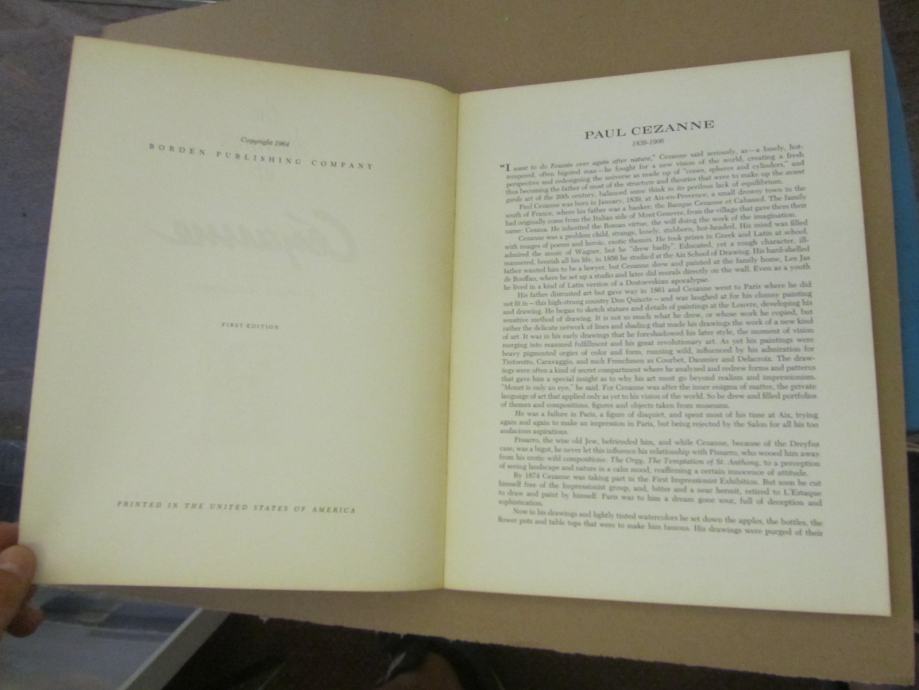 Copyright 1964
BORDEN PUBLISHING COMPANY
FIRST EDITION
PRINTED IN THE UNITED STATES OF AMERICA
PAUL CEZANNE
1839-1906
"I want to do Poussin over again after nature," Cezanne said seriously, as—a lonely, hot-
tempered, often bigoted man—he fought for a new vision of the world, creating a fresh
perspective and redesigning the universe as made up of "cones, spheres and cylinders," and
thus becoming the father of most of the structure and theories that were to make up the avant
garde art of the 20th century, balanced some think in its perilous lack of equilibrium.
Paul Cezanne was born in January, 1839, at Aix-en-Provence, a small drowsy town in the
south of France, where his father was a banker; the Banque Cezanne et Cabassol. The family
had originally come from the Italian side of Mont Genevre, from the village that gave them their
name: Cesana. He inherited the Roman virtue, the will doing the work of the imagination.
Cezanne was a problem child, strange, lonely, stubborn, hot-headed. His mind was filled
with images of poems and heroic, exotic themes. He took prizes in Greek and Latin at school,
admired the music of Wagner, but he "drew badly". Educated, yet a rough character, ill-
mannered, boorish all his life, in 1856 he studied at the Aix School of Drawing. His hard-shelled
father wanted him to be a lawyer, but Cezanne drew and painted at the family home, Les Jas
de Bouffan, where he set up a studio and later did murals directly on the wall. Even as a youth
he lived in a kind of Latin version of a Dostoevskian apocalypse.
His father distrusted art but gave way in 1861 and Cezanne went to Paris where he did
not fit in—this high-strung country Don Quixote—and was laughed at for his clumsy painting
and drawing. He began to sketch statues and details of paintings at the Louvre, developing his
sensitive method of drawing. It is not so much what he drew, or whose work he copied, but
rather the delicate network of lines and shading that made his drawings the work of a new kind
of art. It was in his early drawings that he foreshadowed his later style, the moment of vision
merging into reasoned fulfillment and his great revolutionary art. As yet his paintings were
heavy pigmented orgies of color and form, running wild, influenced by his admiration for
Tintoretto, Caravaggio, and such Frenchmen as Courbet, Daumier and Delacroix. The draw-
ings were often a kind of secret compartment where he analyzed and redrew forms and patterns
that gave him a special insight as to why his art must go beyond realism and impressionism.
"Monet is only an eye," he said. For Cezanne was after the inner enigma of matter, the private
language of art that applied only as yet to his vision of the world. So he drew and filled portfolios
of themes and compositions, figures and objects taken from museums.
He was a failure in Paris, a figure of disquiet, and spent most of his time at Aix, trying
again and again to make an impression in Paris, but being rejected by the Salon for all his too
audacious aspirations.
Pissarro, the wise old Jew, befriended him, and while Cezanne, because of the Dreyfus
case, was a bigot, he never let this influence his relationship with Pissarro, who wooed him away
from his erotic wild compositions: The Orgy, The Temptation of St. Anthony, to a perception
of seeing landscape and nature in a calm mood, reaffirming a certain innocence of attitude.
By 1874 Cezanne was taking part in the First Impressionist Exhibition. But soon he cut
himself free of the Impressionist group, and, bitter and a near hermit, retired to L'Estaque
to draw and paint by himself. Paris was to him a dream gone sour, full of deception and
sophistication.
Now in his drawings and lightly tinted watercolors he set down the apples, the bottles, the
flower pots and table tops that were to make him famous. His drawings were purged of their